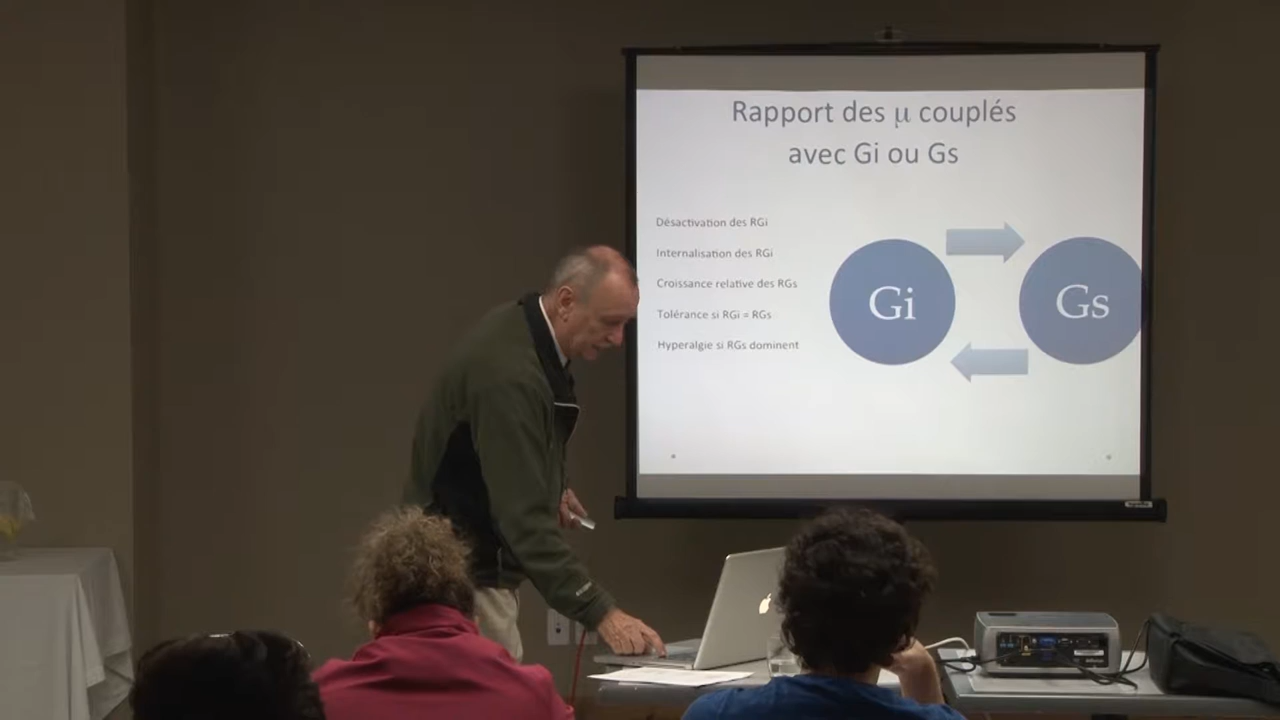 Rapport des µ couplés
avec Gi ou Gs
Désactivation des RGi
Internalisation des RGi
Croissance relative des RGs
Tolérance si RGi = RGs
Hyperalgie si RGs dominent
Gi
Gs